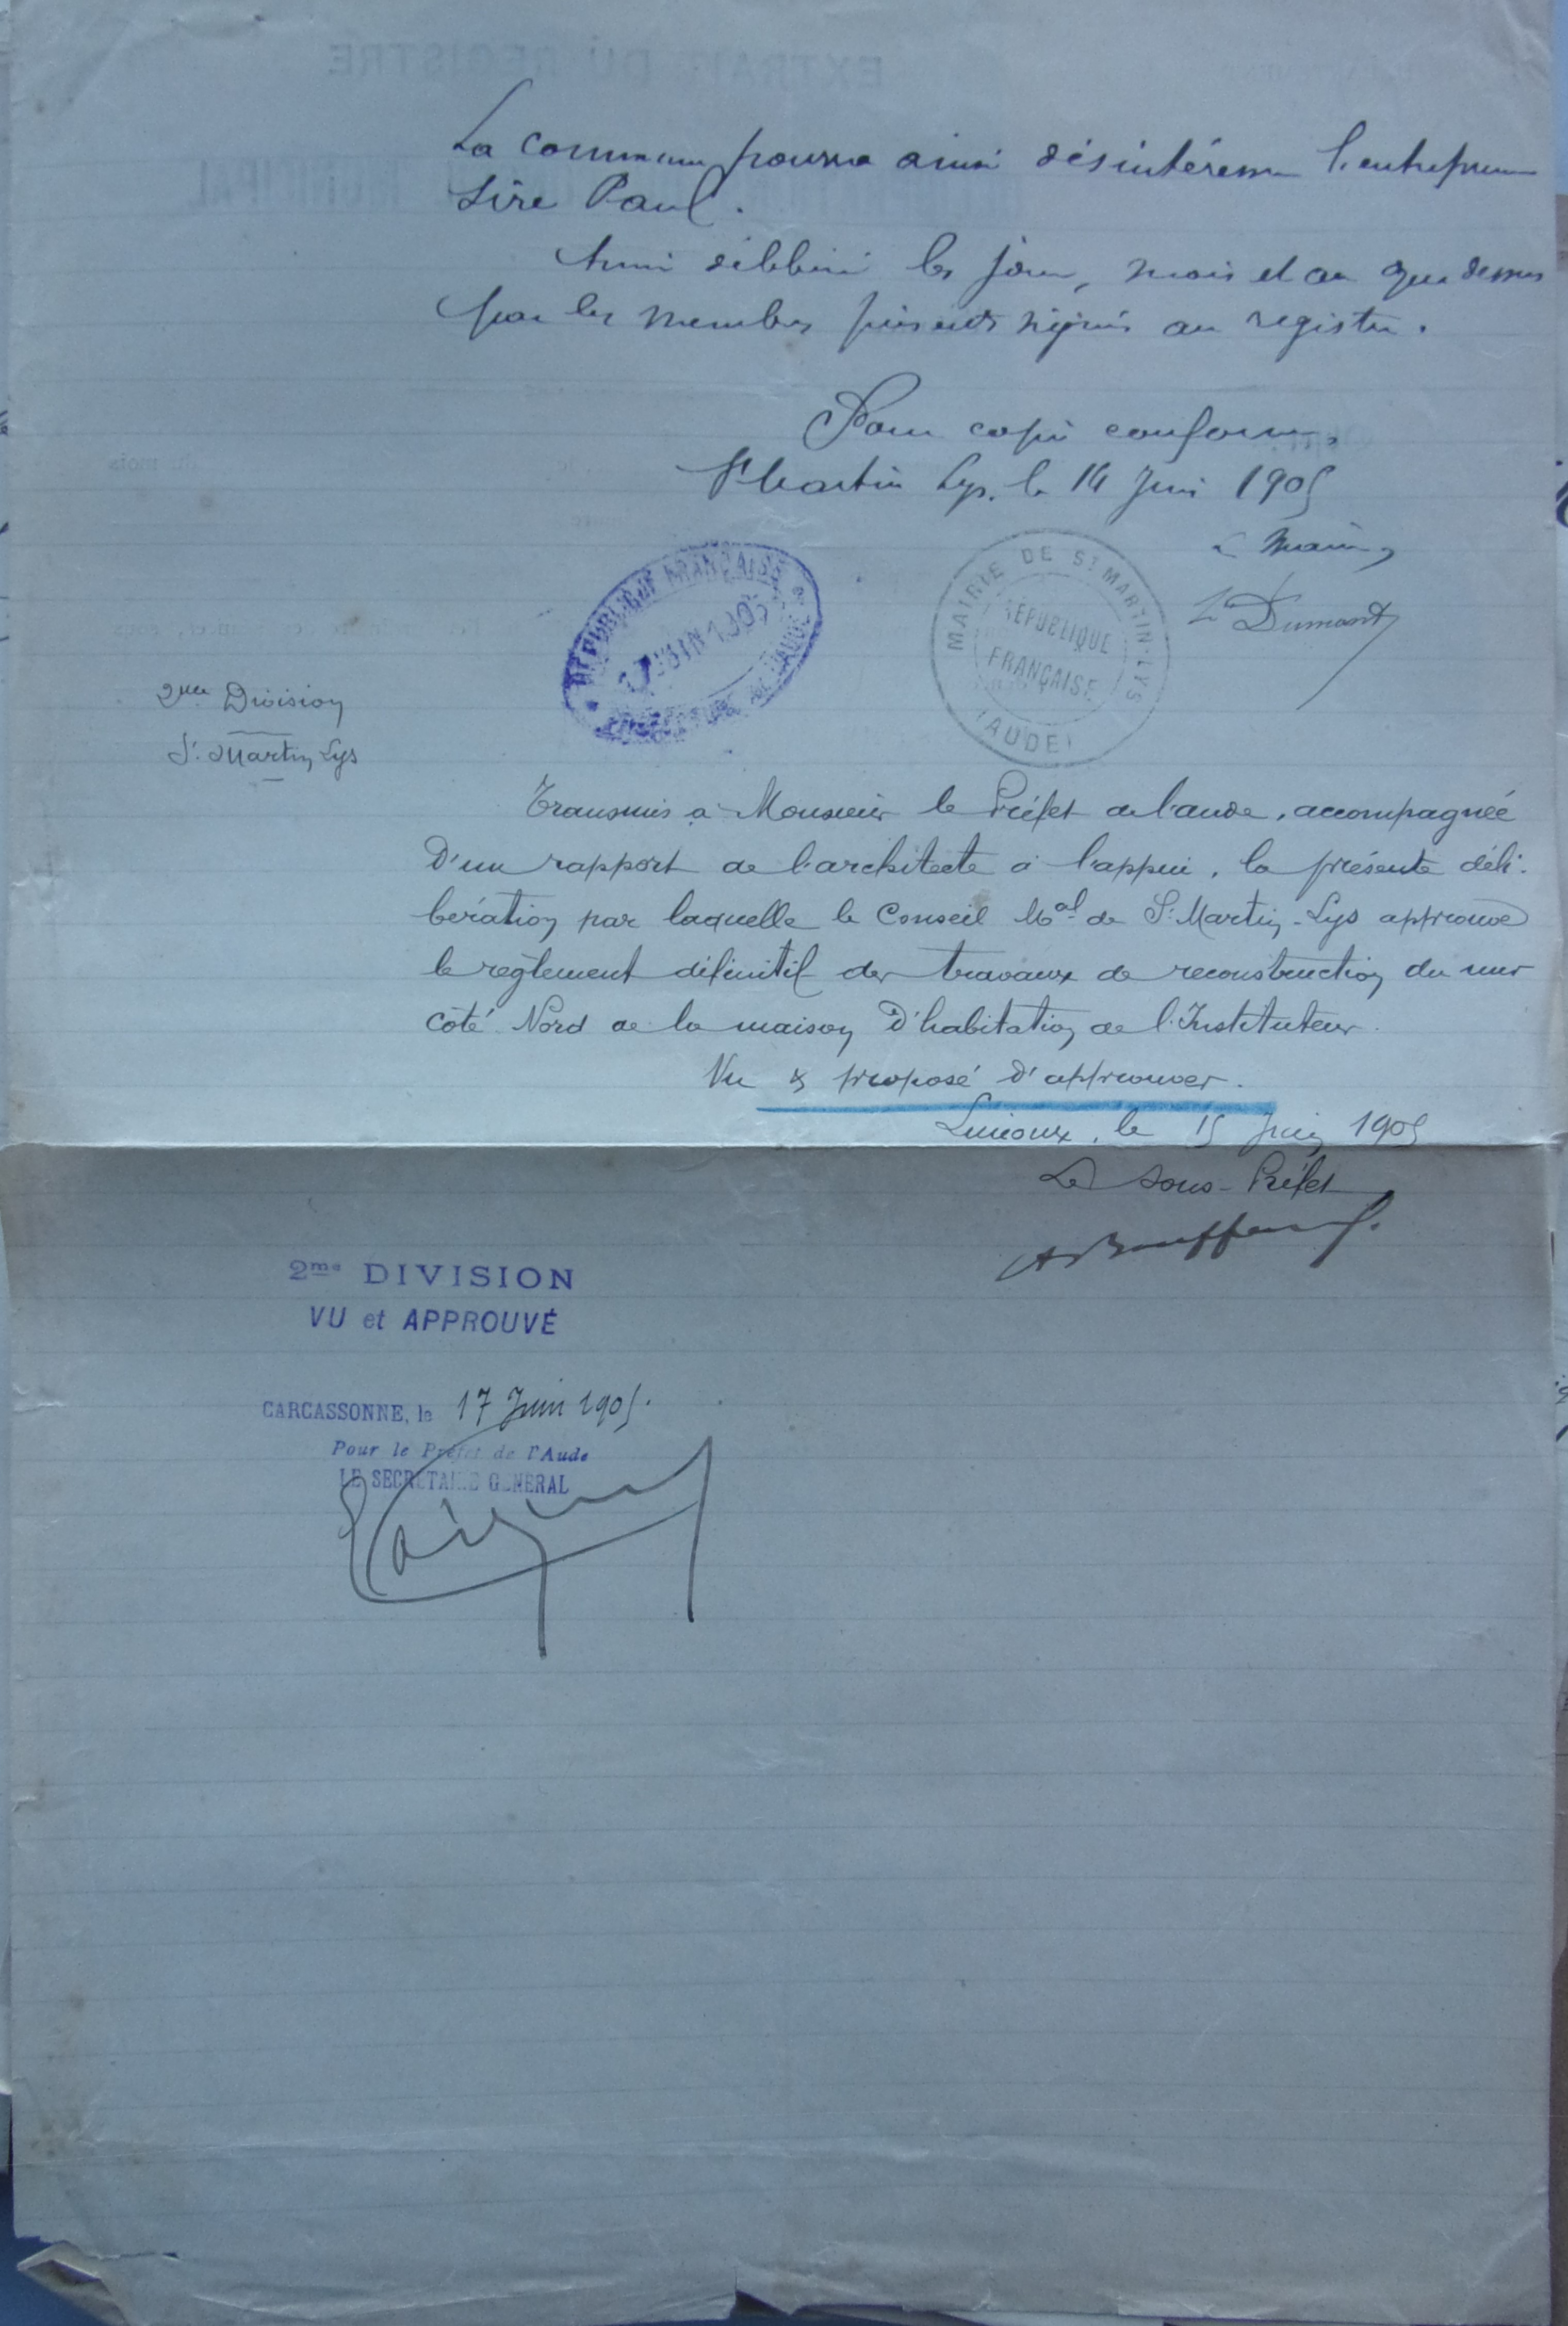 La Commune pourra ainsi désintéresser l'entrepreneur
Sire Paul.
Ainsi délibéré les jour, mois et an que dessus
par les membres présents signés au registre.
Pour copie conforme,
St Martin Lys, le 14 Juin 1905
Le Maire,
Dumont
RÉPUBLIQUE FRANÇAISE
17 JUIN 1905
PRÉFECTURE DE L'AUDE
MAIRIE DE ST MARTIN-LYS
RÉPUBLIQUE
FRANÇAISE
(AUDE)
2me Division
St. Martin Lys
Transmis à Monsieur le Préfet de l'aude, accompagnée
D'un rapport de l'architecte à l'appui, la présente déli-
bération par laquelle le Conseil Mal de St. Martin-Lys approuve
le règlement définitif des travaux de reconstruction du mur
côté Nord de la maison D'habitation de l'Instituteur.
Vu & proposé d'approuver.
Limoux, le 15 Juin 1905
Le Sous-Préfet
2me DIVISION
VU et APPROUVÉ
CARCASSONNE, le 17 Juin 1905.
Pour le Préfet de l'Aude
LE SECRÉTAIRE GÉNÉRAL